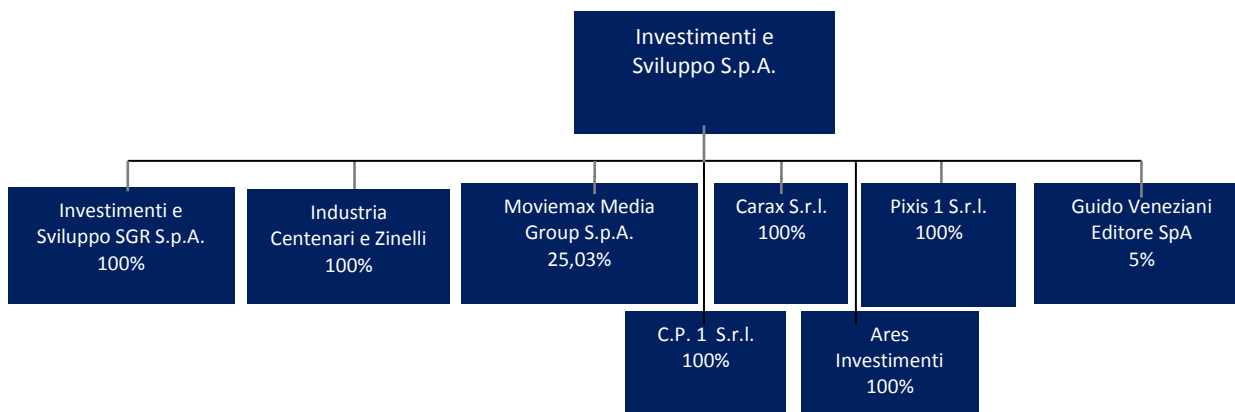 Investimenti e
Sviluppo S.p.A.
Investimenti e
Sviluppo SGR S.p.A.
100%
Industria
Centenari e Zinelli
100%
Moviemax Media
Group S.p.A.
25,03%
Carax S.r.l.
100%
Pixis 1 S.r.l.
100%
Guido Veneziani
Editore SpA
5%
C.P. 1 S.r.l.
100%
Ares
Investimenti
100%